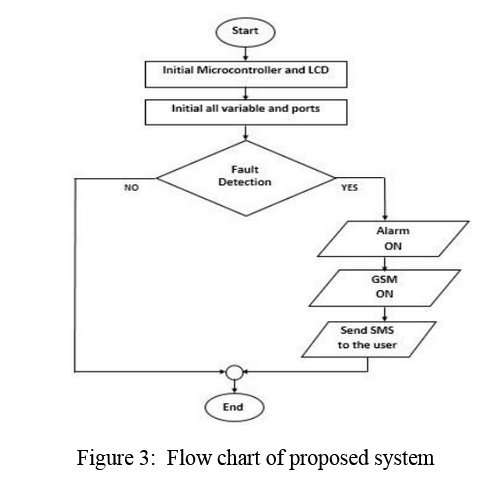 Start
Initial Microcontroller and LCD
Initial all variable and ports
Fault
Detection
NO
YES
Alarm
ON
GSM
ON
Send SMS
to the user
End
Figure 3: Flow chart of proposed system